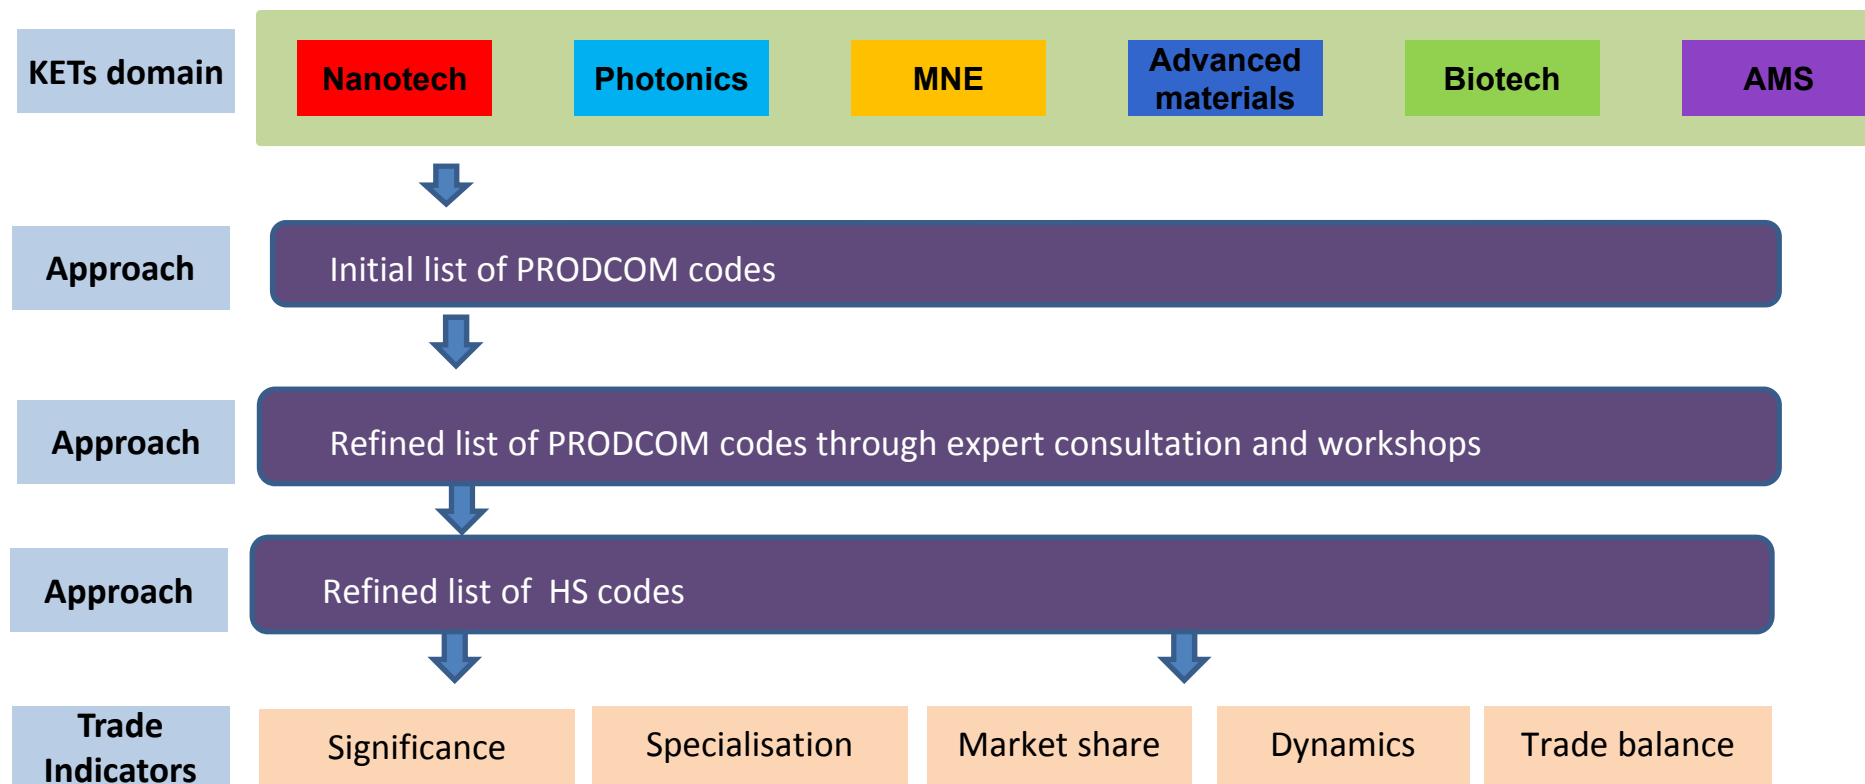 KETs domain
Nanotech
Photonics
MNE
Advanced
materials
Biotech
AMS
Approach
Initial list of PRODCOM codes
Approach
Refined list of PRODCOM codes through expert consultation and workshops
Approach
Refined list of  HS codes
Trade
Indicators
Significance
Specialisation
Market share
Dynamics
Trade balance